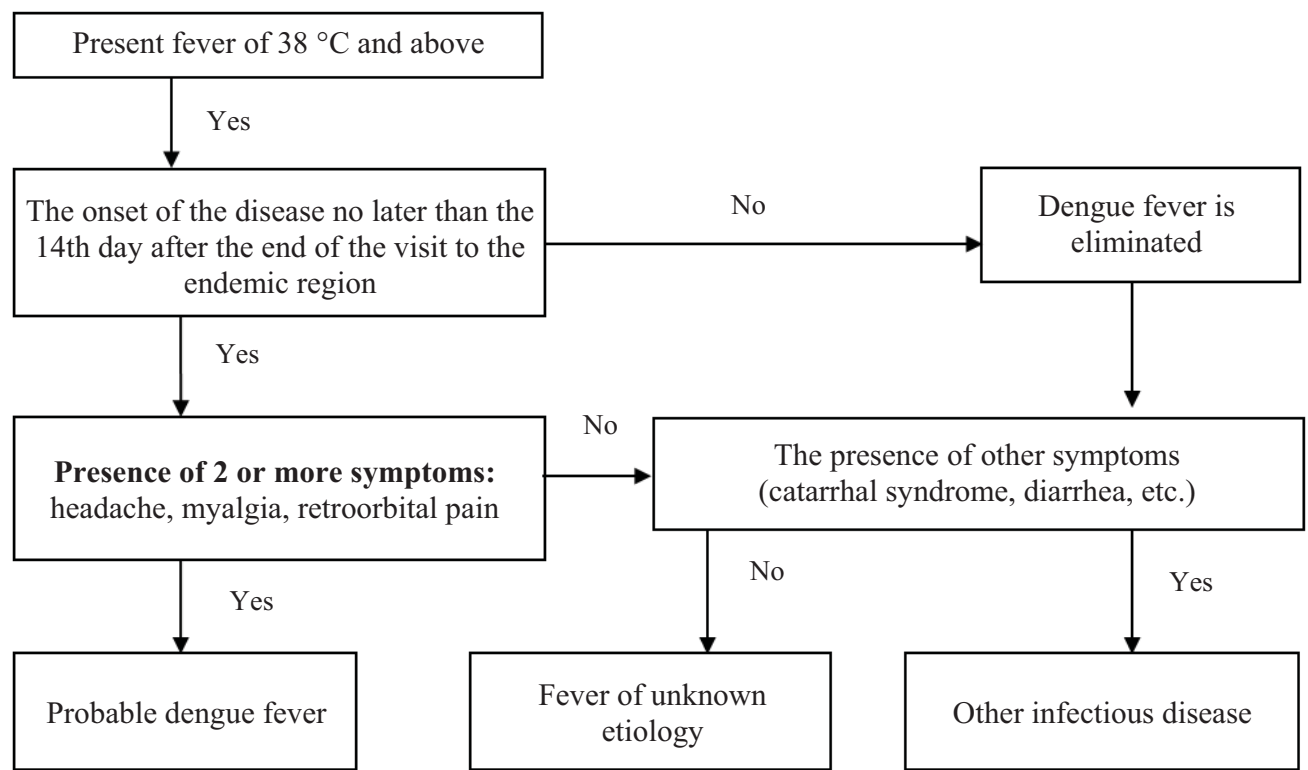 Present fever of 38 °C and above
Yes
The onset of the disease no later than the
14th day after the end of the visit to the
endemic region
No
Dengue fever is
eliminated
Yes
Presence of 2 or more symptoms:
headache, myalgia, retroorbital pain
No
The presence of other symptoms
(catarrhal syndrome, diarrhea, etc.)
Yes
No
Yes
Probable dengue fever
Fever of unknown
etiology
Other infectious disease